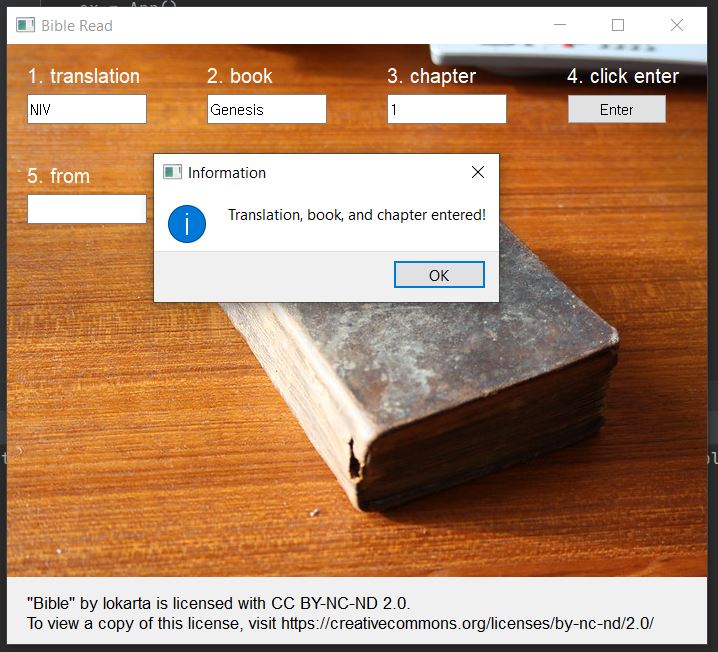 ex = App()
Bible Read
1. translation 2. book 3. chapter 4. click enter
NIV Genesis 1 Enter
5. from
Information
Translation, book, and chapter entered!
OK
"Bible" by lokarta is licensed with CC BY-NC-ND 2.0.
To view a copy of this license, visit https://creativecommons.org/licenses/by-nc-nd/2.0/